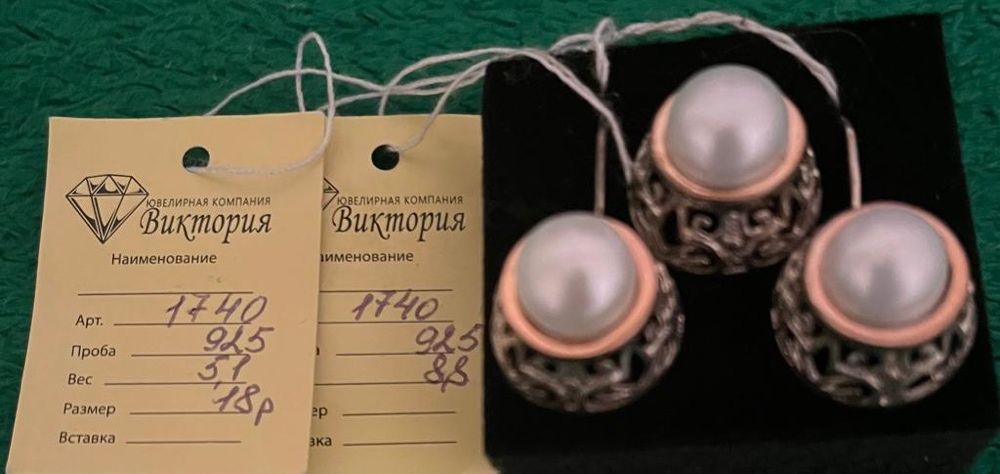 ЮВЕЛИРНАЯ КОМПАНИЯ
Виктория
Наименование
Арт. 1740
Проба 925
Вес 5,1
Размер 18р
Вставка
ЮВЕЛИРНАЯ КОМПАНИЯ
Виктория
аименование
1740
а 925
8,8
ер
вка